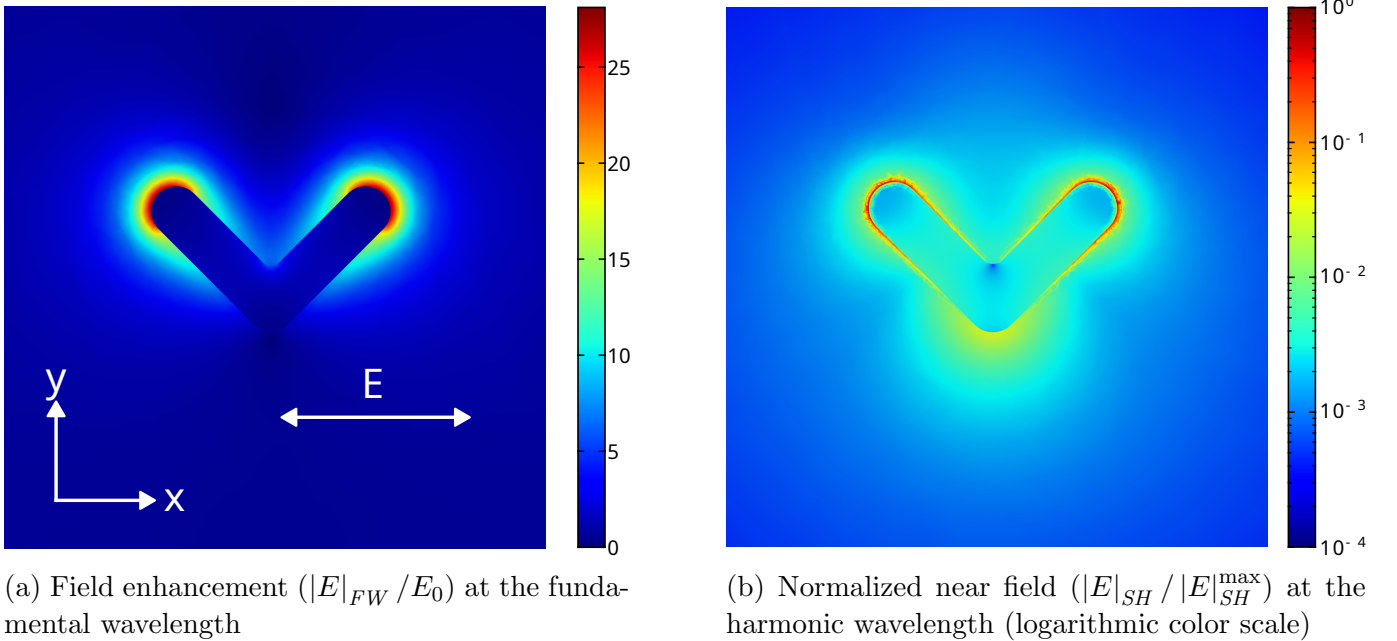 25
20
15
10
5
0
y
E
x
10⁰
10⁻¹
10⁻²
10⁻³
10⁻⁴
(a) Field enhancement (|E|_FW /E₀) at the funda-
mental wavelength
(b) Normalized near field (|E|_SH / |E|_SH^max) at the
harmonic wavelength (logarithmic color scale)